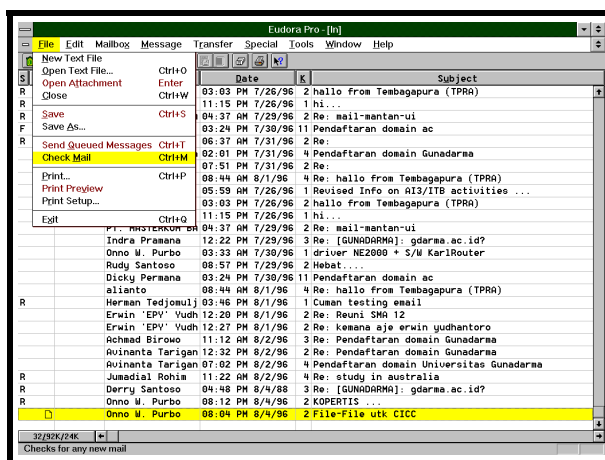 Eudora Pro - [In]
File Edit Mailbox Message Transfer Special Tools Window Help
New Text File
Open Text File... Ctrl+O
Open Attachment Enter
Close Ctrl+W
Save Ctrl+S
Save As...
Send Queued Messages Ctrl+T
Check Mail Ctrl+M
Print... Ctrl+P
Print Preview
Print Setup...
Exit Ctrl+Q
S Date K Subject
R 03:03 PM 7/26/96 2 hallo from Tembagapura (TPRA)
R 11:15 PM 7/26/96 1 hi...
R 04:37 AM 7/29/96 2 Re: mail-mantan-ui
F 03:24 PM 7/30/96 11 Pendaftaran domain ac
R 06:37 AM 7/31/96 2 Re:
02:01 PM 7/31/96 4 Pendaftaran domain Gunadarma
07:51 PM 7/31/96 2 Re:
08:44 AM 8/1/96 4 Re: hallo from Tembagapura (TPRA)
05:59 AM 7/26/96 1 Revised Info on AI3/ITB activities ...
03:03 PM 7/26/96 2 hallo from Tembagapura (TPRA)
11:15 PM 7/26/96 1 hi...
PT. MASTERKOM BA 04:37 AM 7/29/96 2 Re: mail-mantan-ui
Indra Pramana 12:22 PM 7/29/96 3 Re: [GUNADARMA]: gdarma.ac.id?
Onno W. Purbo 03:33 AM 7/30/96 1 driver NE2000 + S/W KarlRouter
Rudy Santoso 08:57 PM 7/29/96 2 Hebat....
Dicky Permana 03:24 PM 7/30/96 11 Pendaftaran domain ac
alianto 08:44 AM 8/1/96 4 Re: hallo from Tembagapura (TPRA)
R Herman Tedjomulj 03:46 PM 8/1/96 1 Cuman testing email
Erwin 'EPY' Yudh 12:20 PM 8/1/96 2 Re: Reuni SMA 12
Erwin 'EPY' Yudh 12:27 PM 8/1/96 2 Re: kemana aje erwin yudhantoro
Achmad Birowo 11:12 AM 8/2/96 3 Re: Pendaftaran domain Gunadarma
Avinanta Tarigan 12:32 PM 8/2/96 2 Re: Pendaftaran domain Gunadarma
Avinanta Tarigan 07:02 PM 8/2/96 4 Pendaftaran domain Universitas Gunadarma
R Jumadial Rohim 11:22 AM 8/2/96 4 Re: study in australia
R Derry Santoso 04:48 PM 8/4/88 3 Re: [GUNADARMA]: gdarma.ac.id?
R Onno W. Purbo 08:12 PM 8/4/96 2 KOPERTIS ...
Onno W. Purbo 08:04 PM 8/4/96 2 File-File utk CICC
32/92K/24K
Checks for any new mail